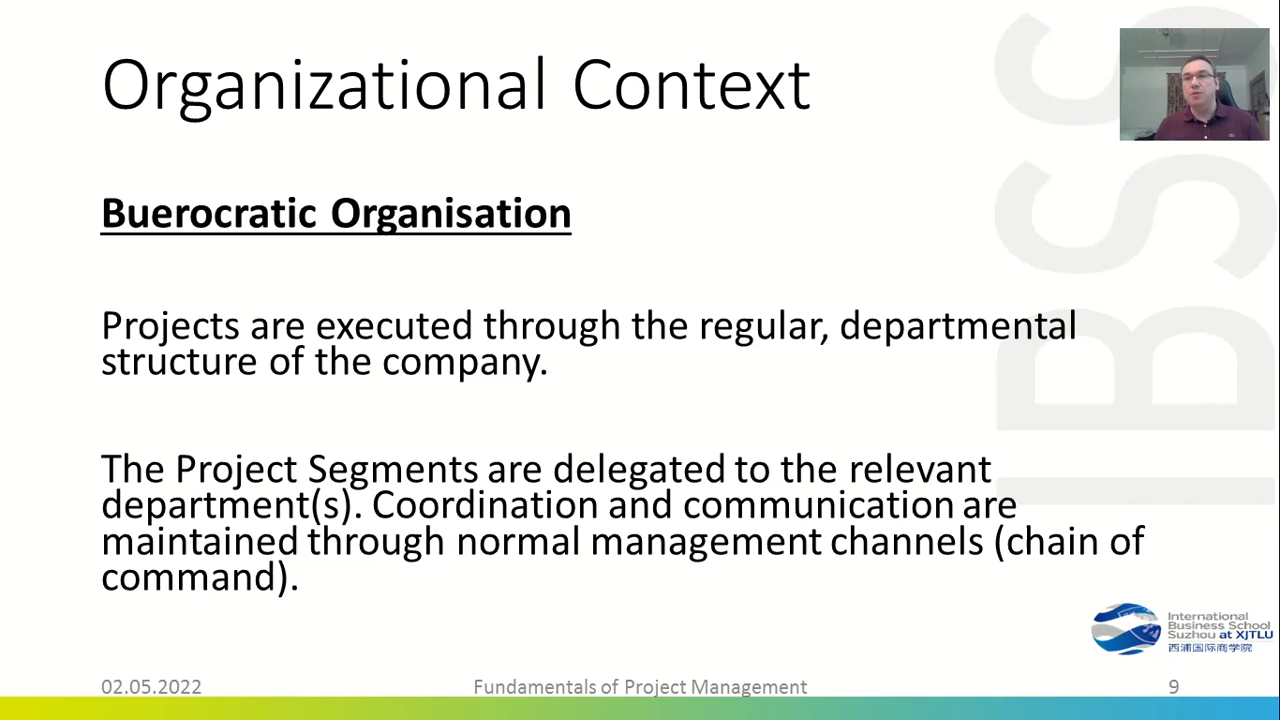 Organizational Context
Buerocratic Organisation
Projects are executed through the regular, departmental
structure of the company.
The Project Segments are delegated to the relevant
department(s). Coordination and communication are
maintained through normal management channels (chain of
command).
IBSS
International
Business School
Suzhou at XJTLU
西浦国际商学院
02.05.2022
Fundamentals of Project Management
9